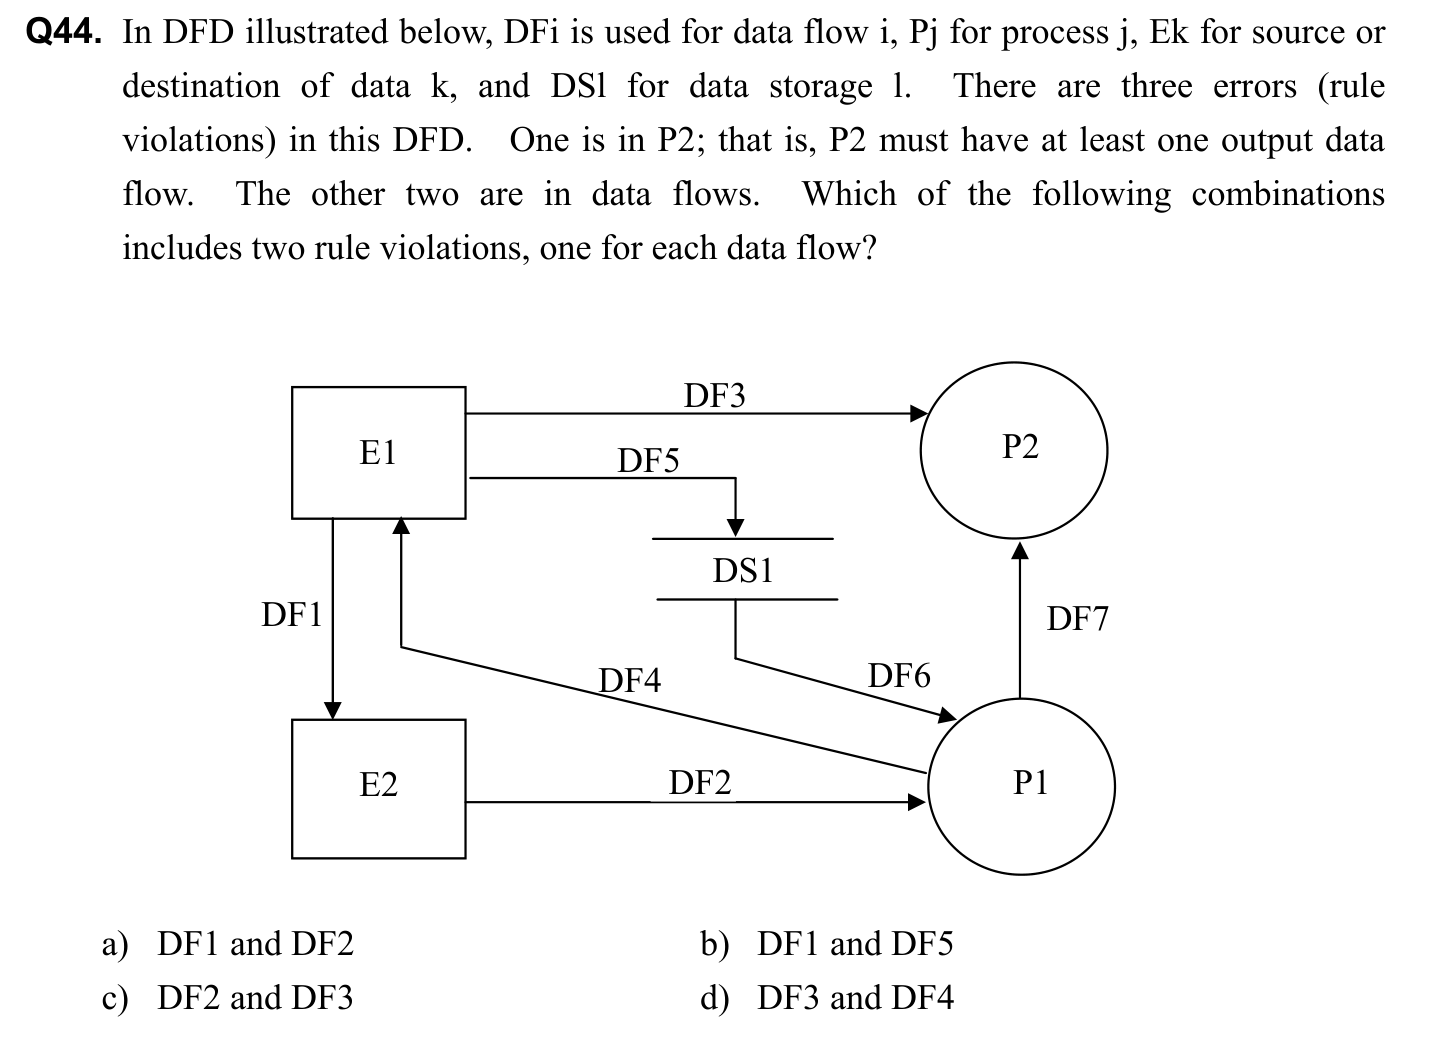 Q44. In DFD illustrated below, DFi is used for data flow i, Pj for process j, Ek for source or
destination of data k, and DSl for data storage l. There are three errors (rule
violations) in this DFD. One is in P2; that is, P2 must have at least one output data
flow. The other two are in data flows. Which of the following combinations
includes two rule violations, one for each data flow?
DF3
E1
P2
DF5
DS1
DF1
DF7
DF6
DF4
E2
DF2
P1
a) DF1 and DF2
b) DF1 and DF5
c) DF2 and DF3
d) DF3 and DF4